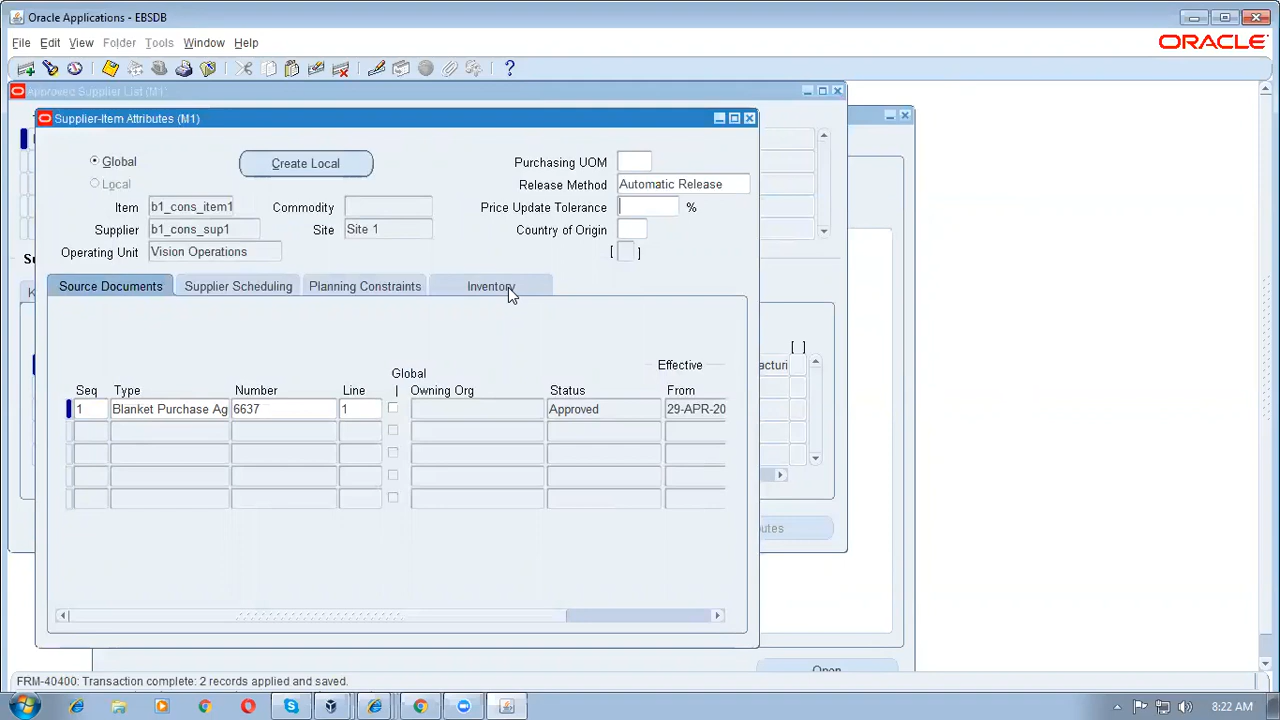 Oracle Applications - EBSDB
File Edit View Folder Tools Window Help
ORACLE
Approved Supplier List (M1)
Supplier-Item Attributes (M1)
Global
Create Local
Purchasing UOM
Local
Release Method Automatic Release
Item b1_cons_item1 Commodity
Price Update Tolerance %
Supplier b1_cons_sup1 Site Site 1
Country of Origin
Operating Unit Vision Operations
[ ]
Source Documents Supplier Scheduling Planning Constraints Inventory
[ ]
Global Effective
acturi
Seq Type Number Line | Owning Org Status From
1 Blanket Purchase Ag 6637 1 Approved 29-APR-20
utes
Open
FRM-40400: Transaction complete: 2 records applied and saved.
8:22 AM